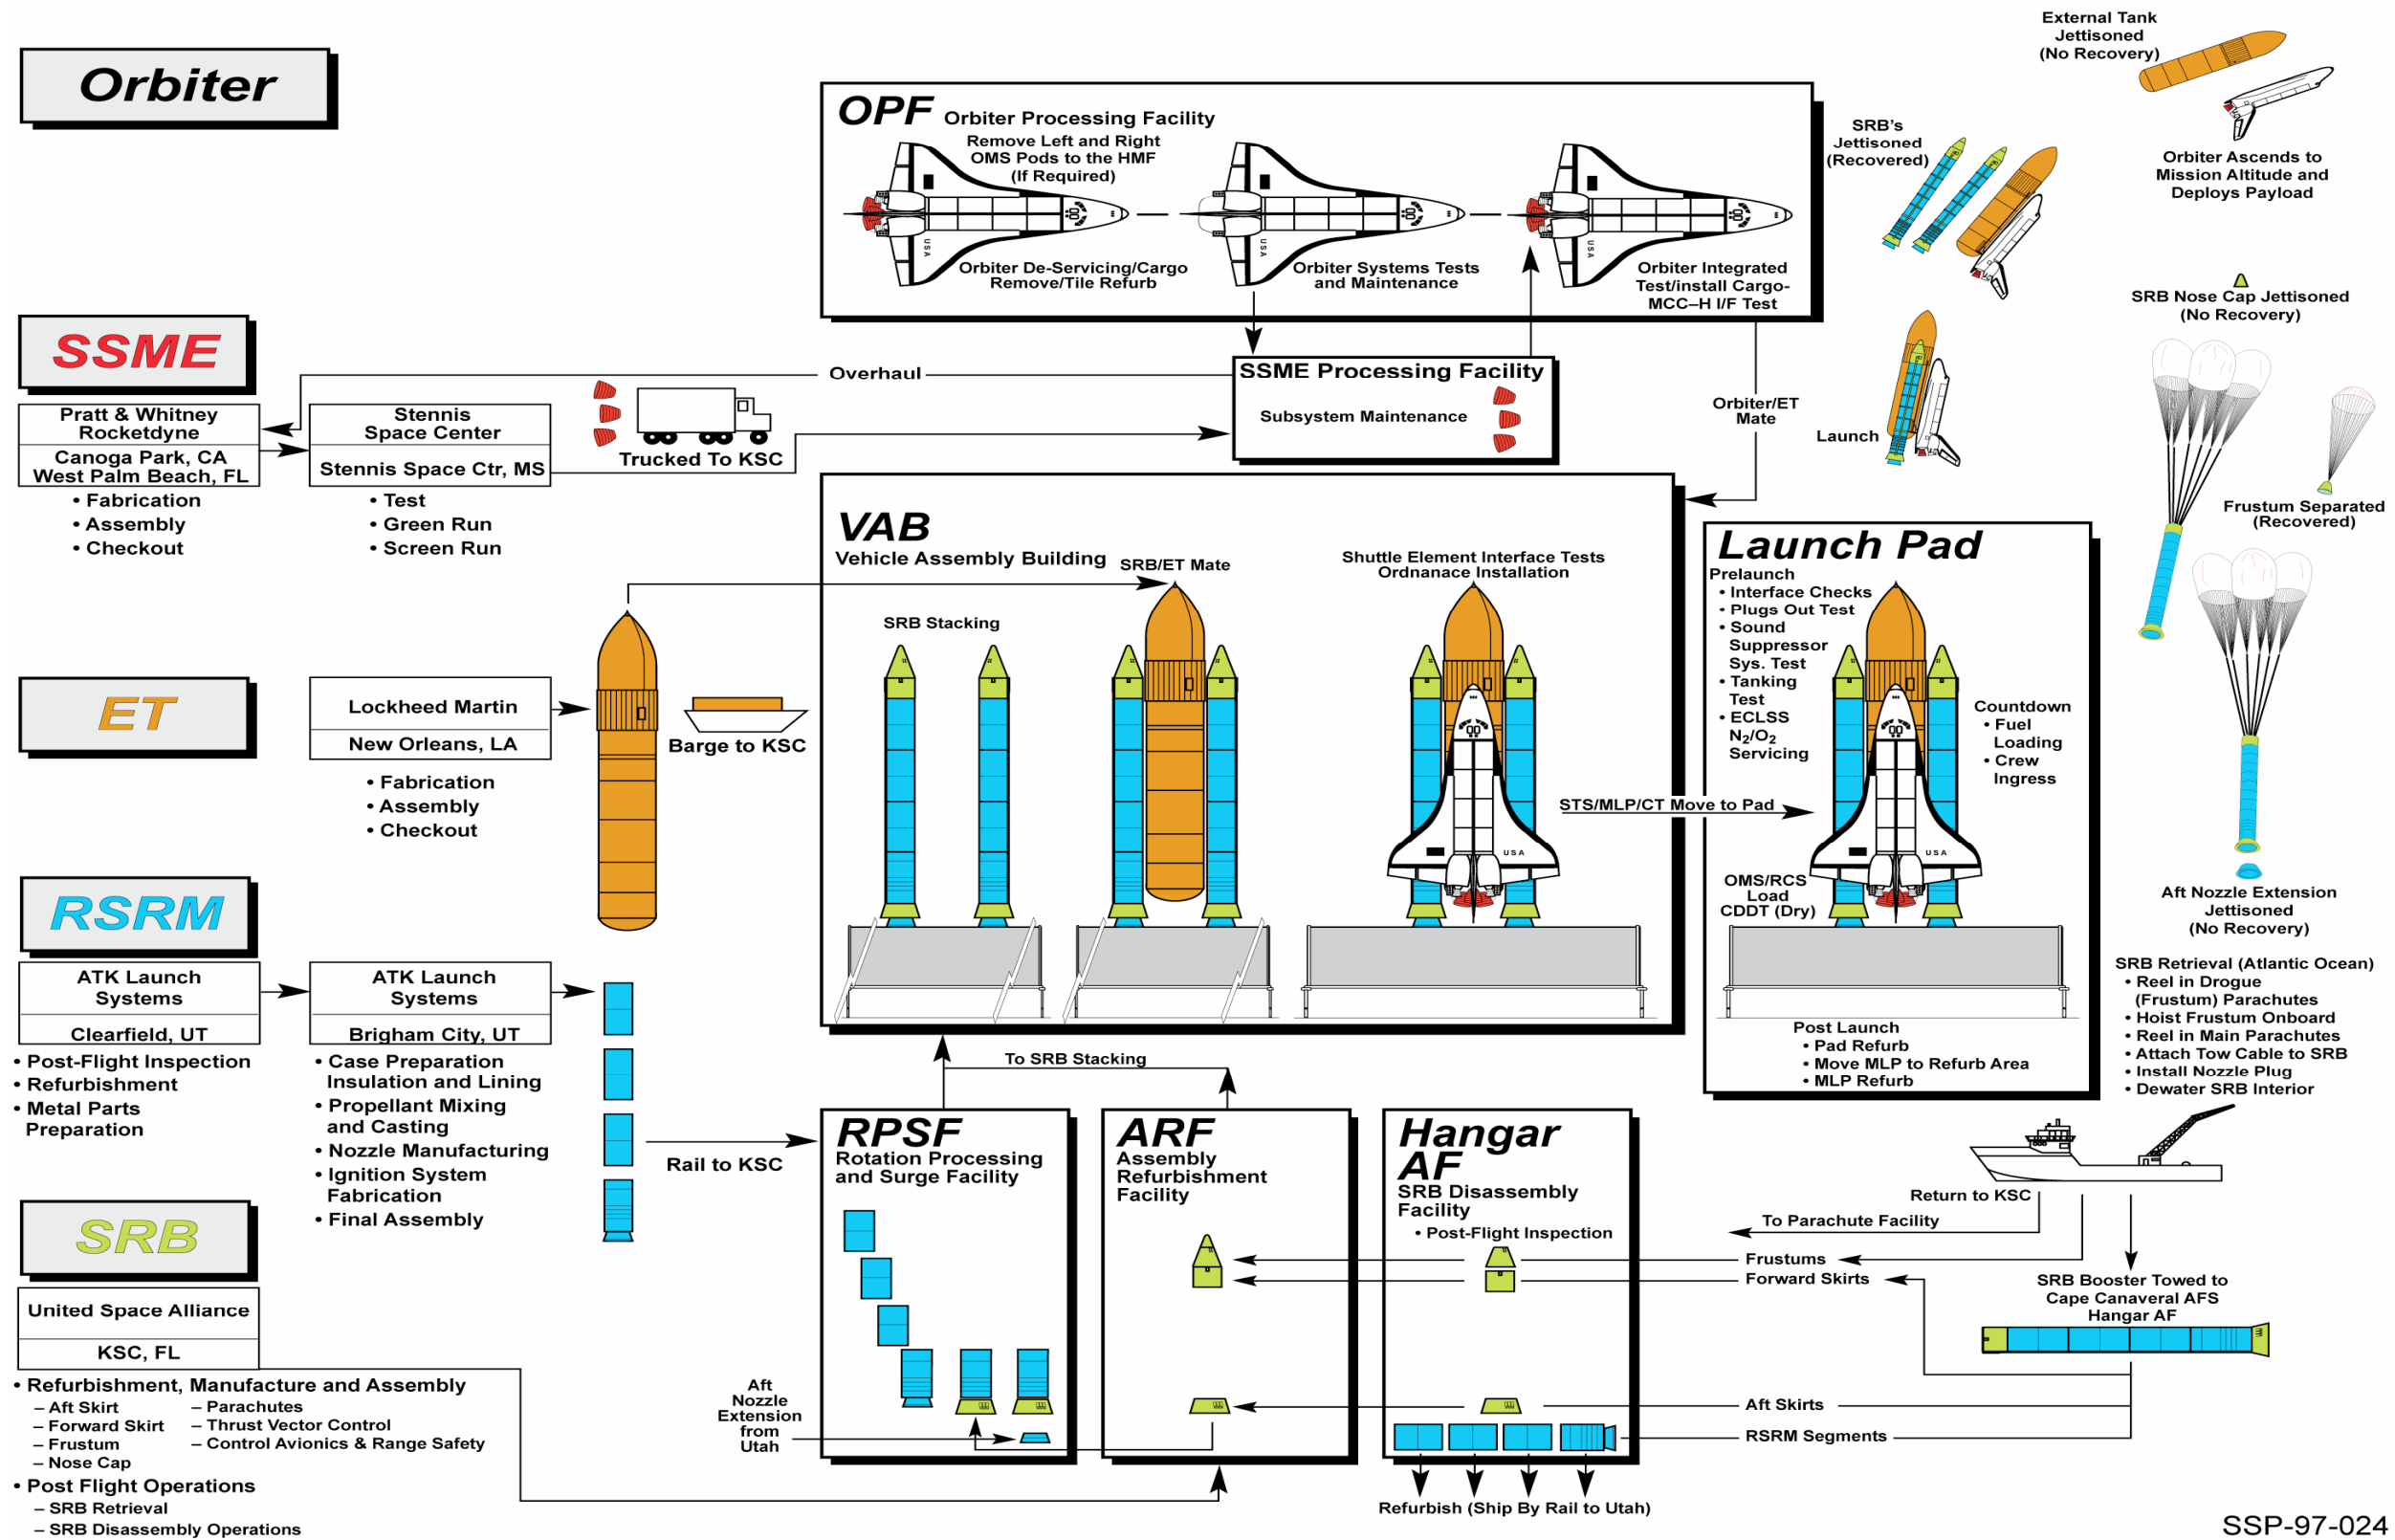 Orbiter
OPF Orbiter Processing Facility
Remove Left and Right
OMS Pods to the HMF
(If Required)
USA
USA
USA
Orbiter De-Servicing/Cargo
Remove/Tile Refurb
Orbiter Systems Tests
and Maintenance
Orbiter Integrated
Test/install Cargo-
MCC–H I/F Test
External Tank
Jettisoned
(No Recovery)
SRB's
Jettisoned
(Recovered)
Orbiter Ascends to
Mission Altitude and
Deploys Payload
SRB Nose Cap Jettisoned
(No Recovery)
Launch
Frustum Separated
(Recovered)
Aft Nozzle Extension
Jettisoned
(No Recovery)
SSME
Pratt & Whitney
Rocketdyne
Canoga Park, CA
West Palm Beach, FL
• Fabrication
• Assembly
• Checkout
Stennis
Space Center
Stennis Space Ctr, MS
• Test
• Green Run
• Screen Run
Overhaul
Trucked To KSC
SSME Processing Facility
Subsystem Maintenance
Orbiter/ET
Mate
VAB
Vehicle Assembly Building
SRB/ET Mate
Shuttle Element Interface Tests
Ordnanace Installation
SRB Stacking
USA
STS/MLP/CT Move to Pad
Launch Pad
Prelaunch
• Interface Checks
• Plugs Out Test
• Sound
Suppressor
Sys. Test
• Tanking
Test
• ECLSS
N2/O2
Servicing
Countdown
• Fuel
Loading
• Crew
Ingress
USA
OMS/RCS
Load
CDDT (Dry)
Post Launch
• Pad Refurb
• Move MLP to Refurb Area
• MLP Refurb
ET
Lockheed Martin
New Orleans, LA
• Fabrication
• Assembly
• Checkout
Barge to KSC
RSRM
ATK Launch
Systems
Clearfield, UT
• Post-Flight Inspection
• Refurbishment
• Metal Parts
Preparation
ATK Launch
Systems
Brigham City, UT
• Case Preparation
Insulation and Lining
• Propellant Mixing
and Casting
• Nozzle Manufacturing
• Ignition System
Fabrication
• Final Assembly
Rail to KSC
To SRB Stacking
RPSF
Rotation Processing
and Surge Facility
Aft
Nozzle
Extension
from
Utah
ARF
Assembly
Refurbishment
Facility
Hangar
AF
SRB Disassembly
Facility
• Post-Flight Inspection
Refurbish (Ship By Rail to Utah)
SRB Retrieval (Atlantic Ocean)
• Reel in Drogue
(Frustum) Parachutes
• Hoist Frustum Onboard
• Reel in Main Parachutes
• Attach Tow Cable to SRB
• Install Nozzle Plug
• Dewater SRB Interior
Return to KSC
To Parachute Facility
Frustums
Forward Skirts
SRB Booster Towed to
Cape Canaveral AFS
Hangar AF
Aft Skirts
RSRM Segments
SRB
United Space Alliance
KSC, FL
• Refurbishment, Manufacture and Assembly
– Aft Skirt
– Forward Skirt
– Frustum
– Nose Cap
– Parachutes
– Thrust Vector Control
– Control Avionics & Range Safety
• Post Flight Operations
– SRB Retrieval
– SRB Disassembly Operations
SSP-97-024